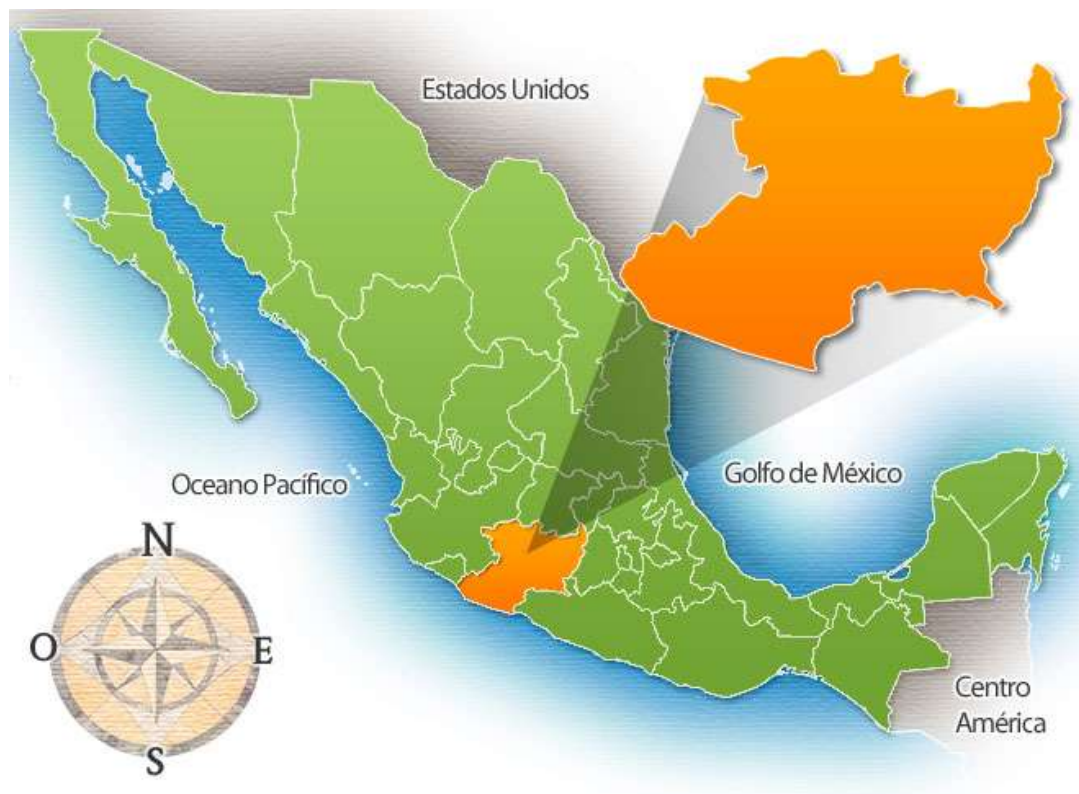 Estados Unidos
Golfo de México
Oceano Pacífico
N
O
E
S
Centro
América